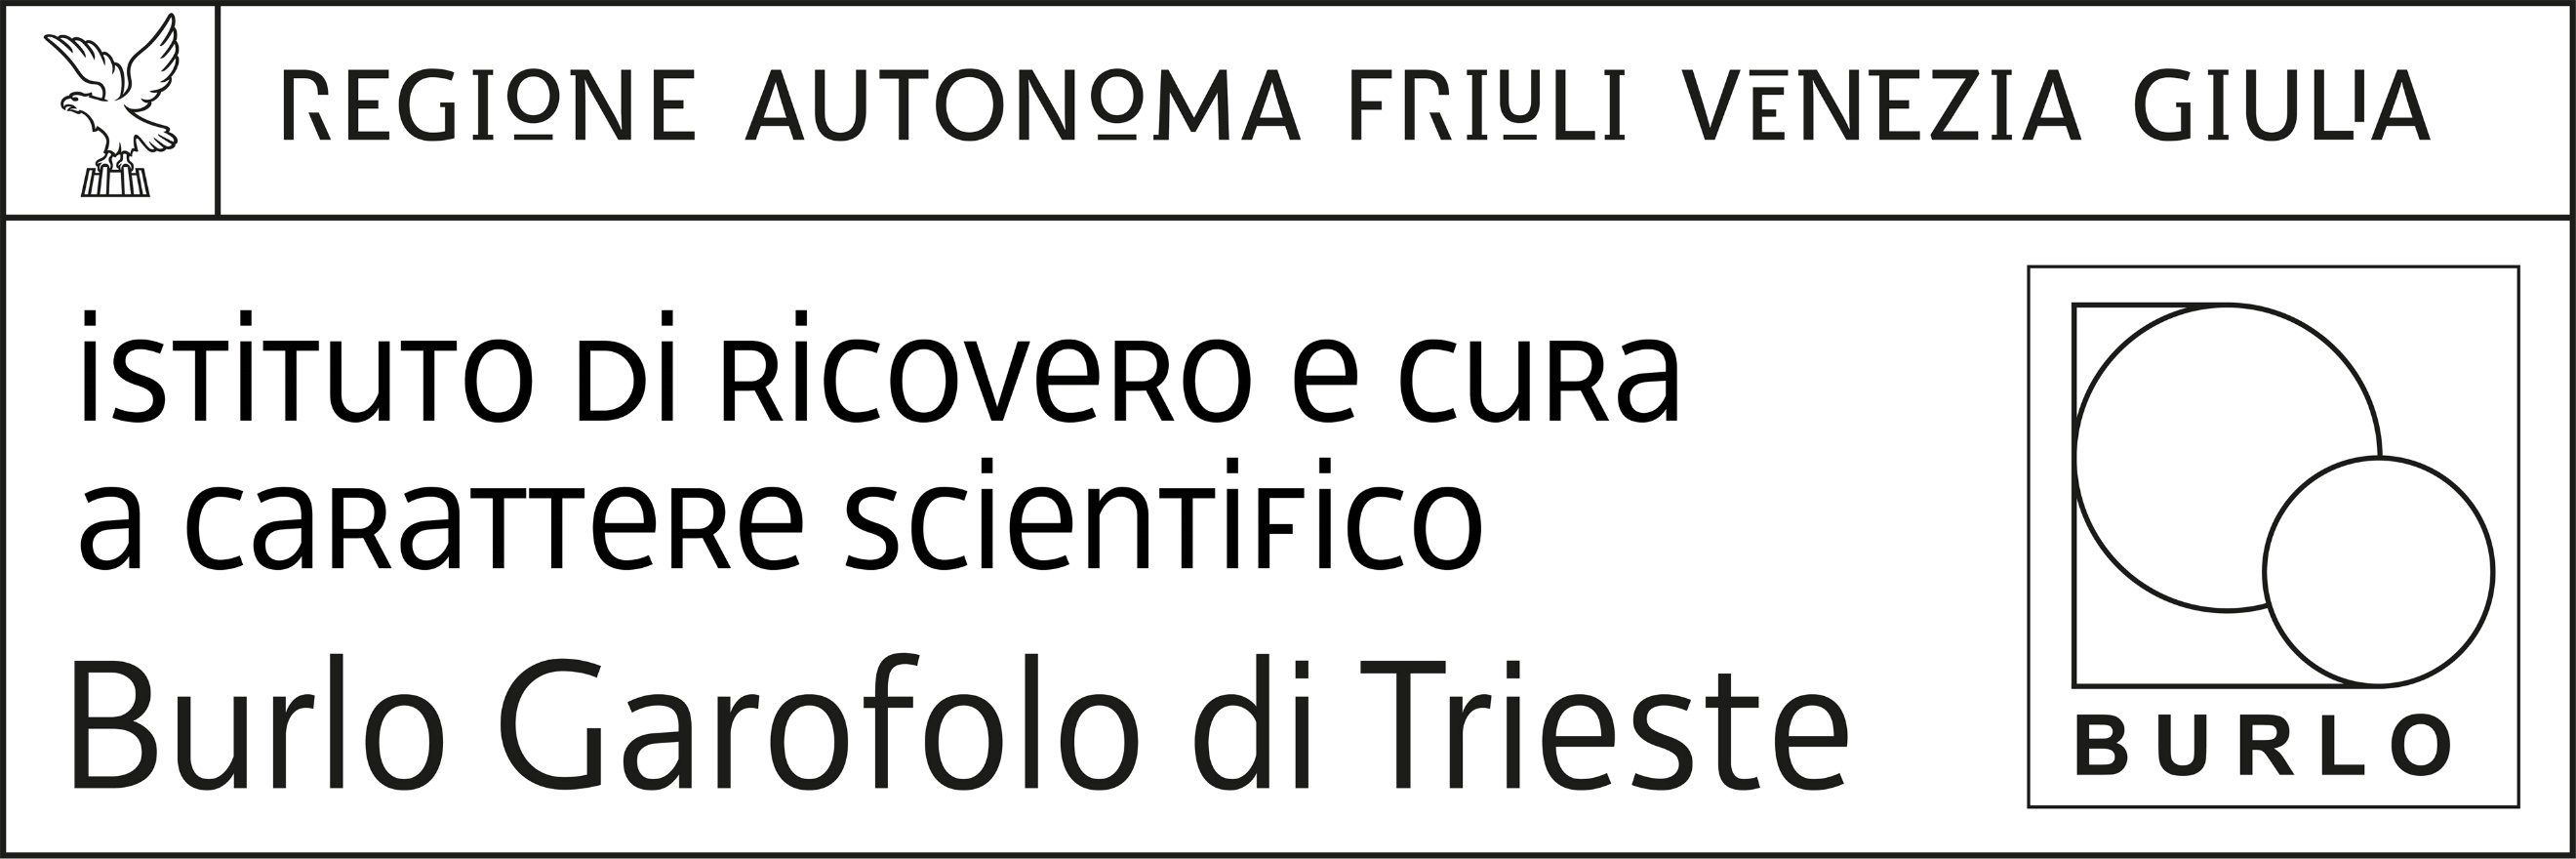 REGIONE AUTONOMA FRIULI VENEZIA GIULIA
istituto di ricovero e cura
a carattere scientifico
Burlo Garofolo di Trieste
BURLO